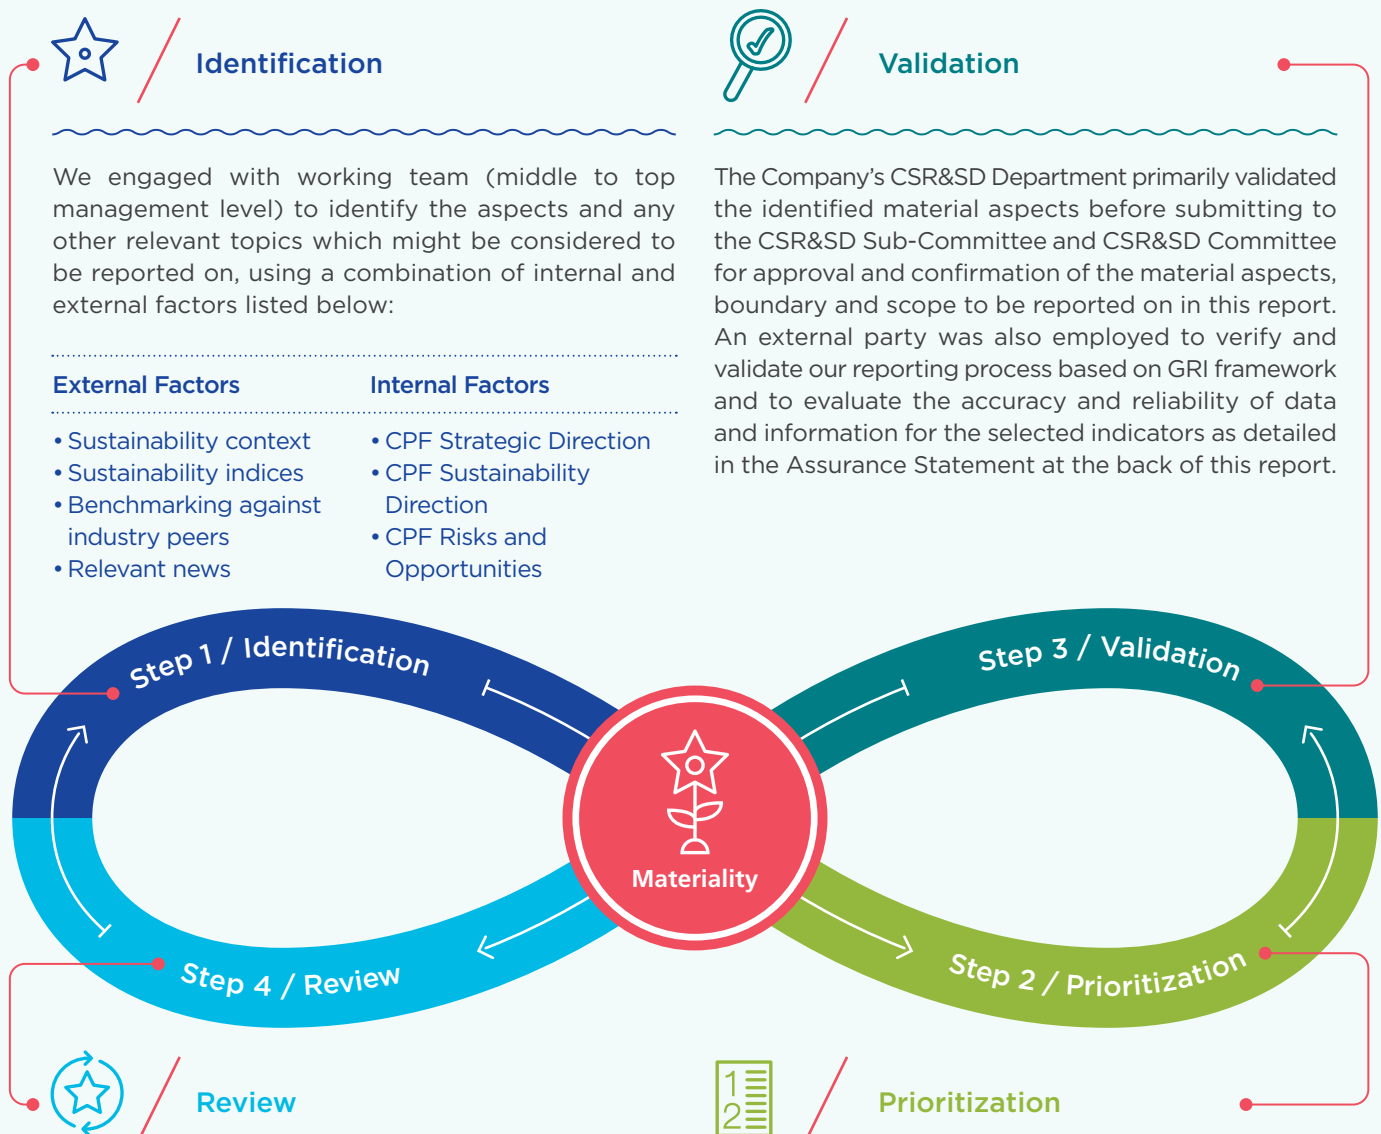 Identification
We engaged with working team (middle to top
management level) to identify the aspects and any
other relevant topics which might be considered to
be reported on, using a combination of internal and
external factors listed below:
External Factors
• Sustainability context
• Sustainability indices
• Benchmarking against
industry peers
• Relevant news
Internal Factors
• CPF Strategic Direction
• CPF Sustainability
Direction
• CPF Risks and
Opportunities
Validation
The Company's CSR&SD Department primarily validated
the identified material aspects before submitting to
the CSR&SD Sub-Committee and CSR&SD Committee
for approval and confirmation of the material aspects,
boundary and scope to be reported on in this report.
An external party was also employed to verify and
validate our reporting process based on GRI framework
and to evaluate the accuracy and reliability of data
and information for the selected indicators as detailed
in the Assurance Statement at the back of this report.
Step 1 / Identification
Step 3 / Validation
Materiality
Step 4 / Review
Step 2 / Prioritization
Review
1
2
Prioritization